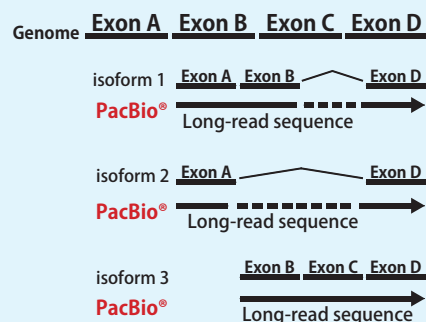 Genome Exon A Exon B Exon C Exon D
isoform 1 Exon A Exon B Exon D
PacBio®
Long-read sequence
isoform 2 Exon A Exon D
PacBio®
Long-read sequence
isoform 3 Exon B Exon C Exon D
PacBio®
Long-read sequence